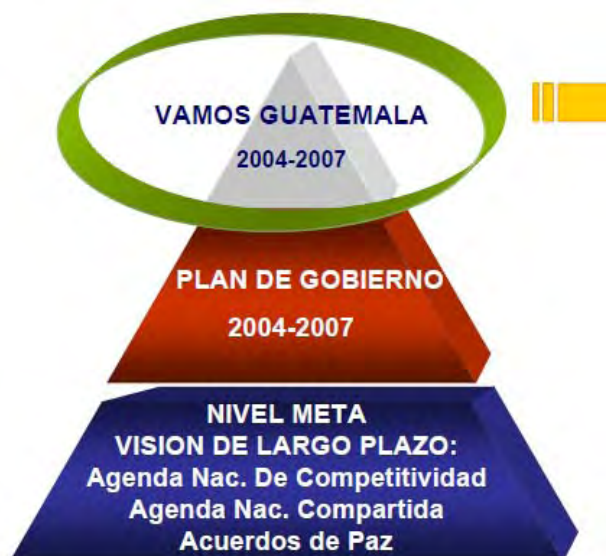 VAMOS GUATEMALA
2004-2007
PLAN DE GOBIERNO
2004-2007
NIVEL META
VISION DE LARGO PLAZO:
Agenda Nac. De Competitividad
Agenda Nac. Compartida
Acuerdos de Paz